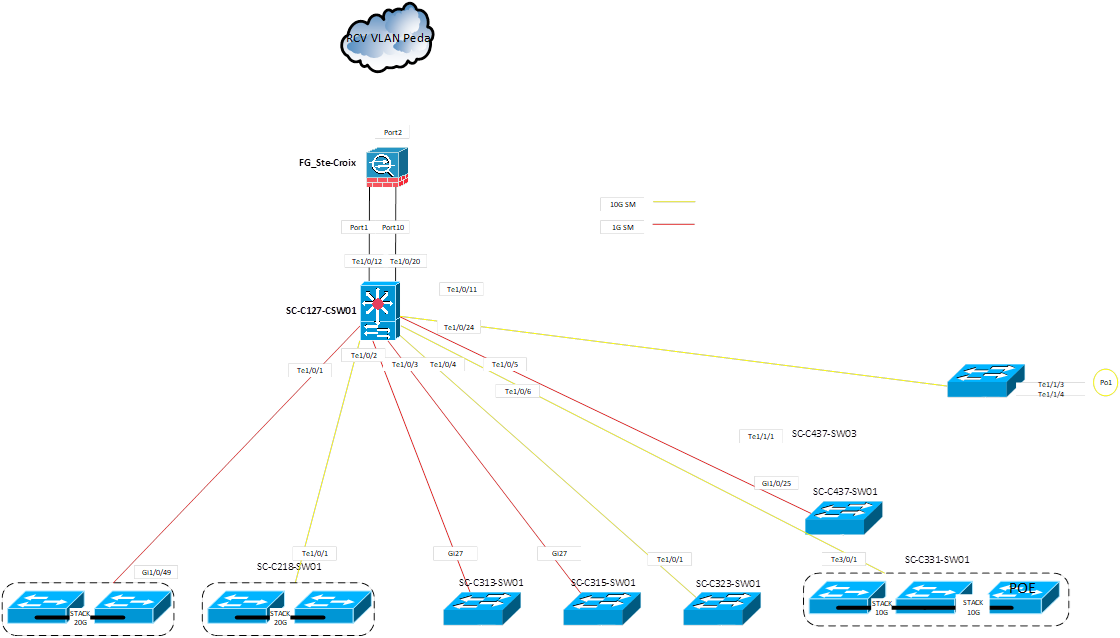 RCV VLAN Peda
Port2
FG_Ste-Croix
10G SM
1G SM
Port1
Port10
Te1/0/12
Te1/0/20
Te1/0/11
SC-C127-CSW01
Te1/0/24
Te1/0/2
Te1/0/1
Te1/0/3
Te1/0/4
Te1/0/5
Te1/0/6
Te1/1/3
Te1/1/4
Po1
Te1/1/1
SC-C437-SW03
Gi1/0/25
SC-C437-SW01
Te1/0/1
Gi27
Gi27
Te1/0/1
Te3/0/1
SC-C331-SW01
Gi1/0/49
SC-C218-SW01
SC-C313-SW01
SC-C315-SW01
SC-C323-SW01
POE
STACK
20G
STACK
20G
STACK
10G
STACK
10G